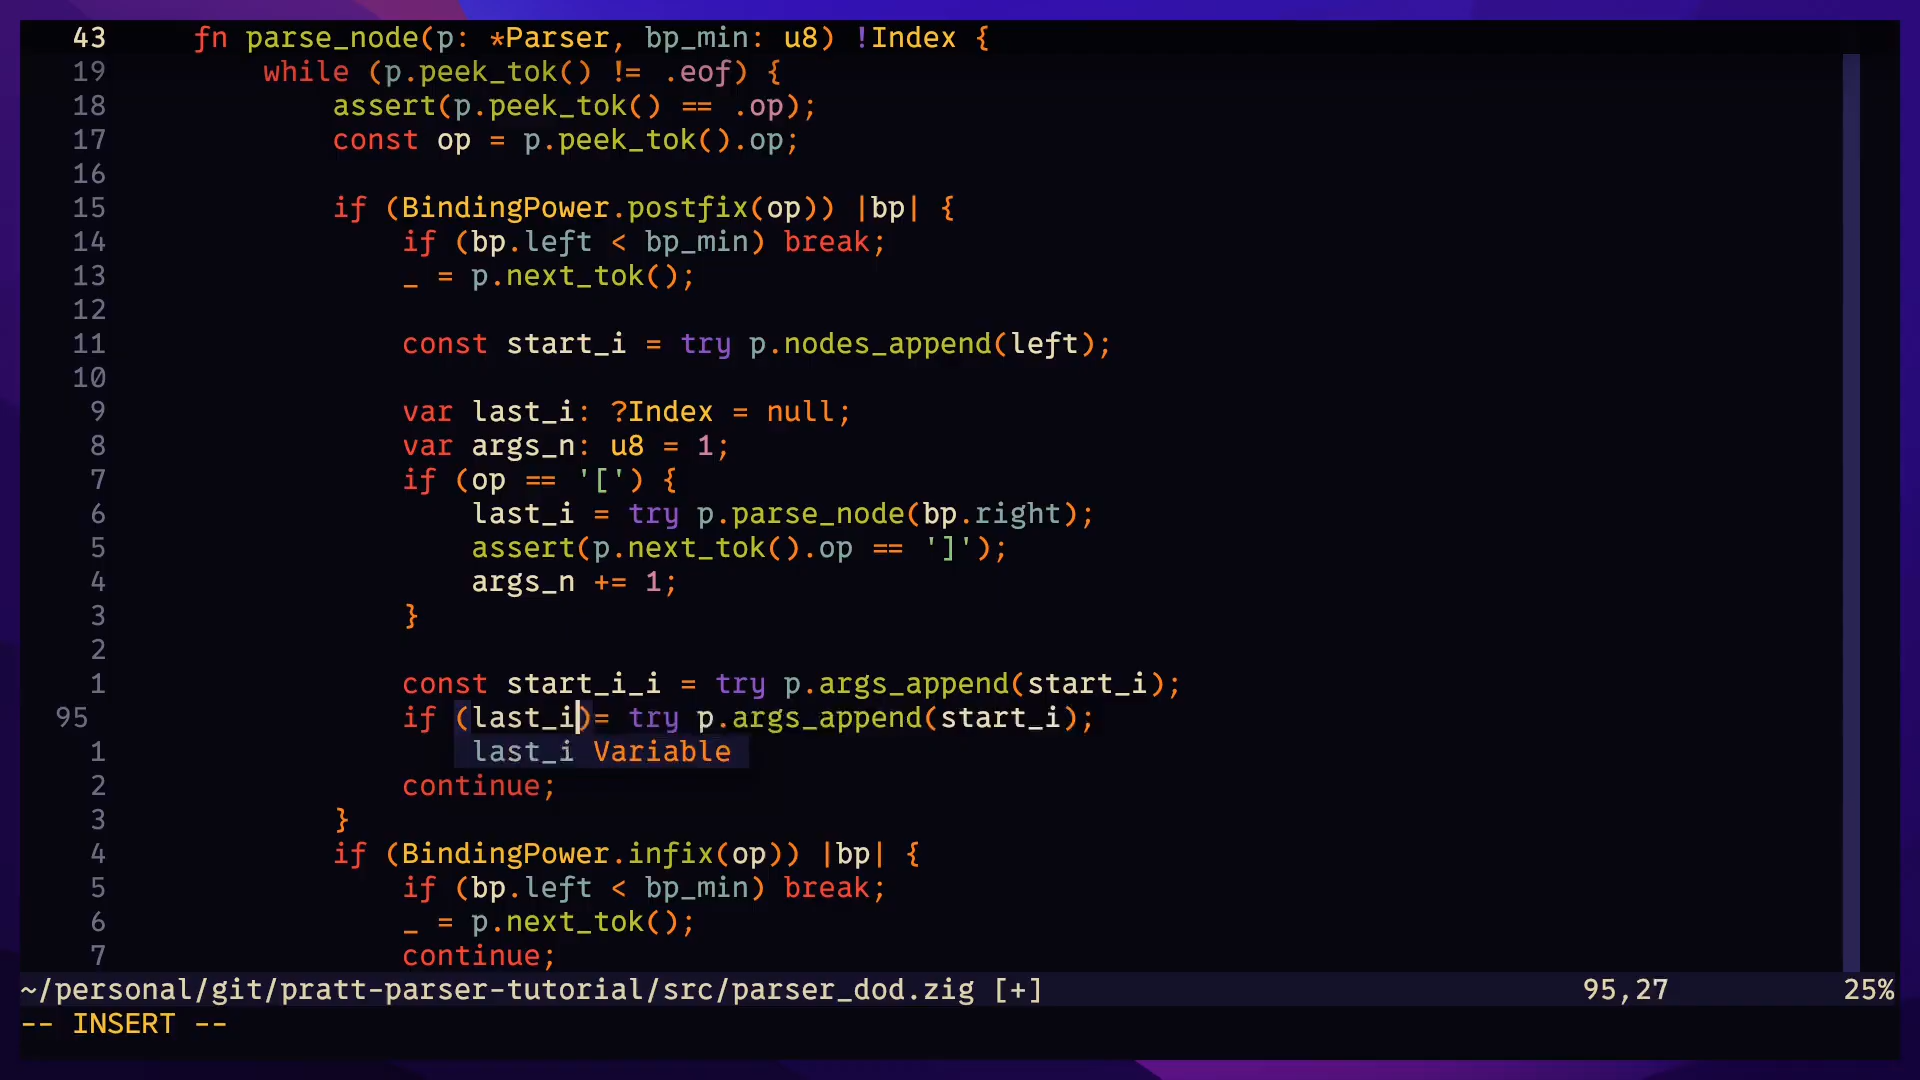 43     fn parse_node(p: *Parser, bp_min: u8) !Index {
19         while (p.peek_tok() != .eof) {
18             assert(p.peek_tok() == .op);
17             const op = p.peek_tok().op;
16
15             if (BindingPower.postfix(op)) |bp| {
14                 if (bp.left < bp_min) break;
13                 _ = p.next_tok();
12
11                 const start_i = try p.nodes_append(left);
10
9                 var last_i: ?Index = null;
8                 var args_n: u8 = 1;
7                 if (op == '[') {
6                     last_i = try p.parse_node(bp.right);
5                     assert(p.next_tok().op == ']');
4                     args_n += 1;
3                 }
2
1                 const start_i_i = try p.args_append(start_i);
95                 if (last_i)= try p.args_append(start_i);
1                     last_i Variable
2                 continue;
3             }
4             if (BindingPower.infix(op)) |bp| {
5                 if (bp.left < bp_min) break;
6                 _ = p.next_tok();
7                 continue;
~/personal/git/pratt-parser-tutorial/src/parser_dod.zig [+] 95,27 25%
-- INSERT --